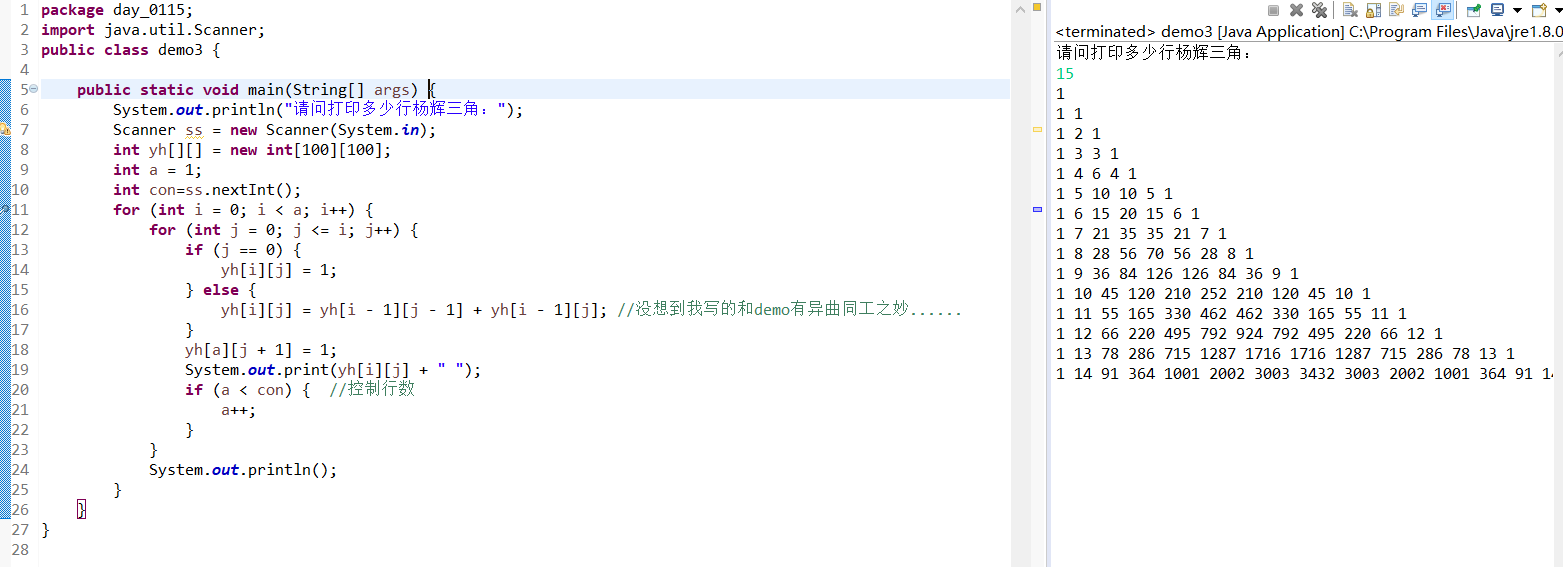 1 package day_0115;
2 import java.util.Scanner;
3 public class demo3 {
4
5 public static void main(String[] args) {
6 System.out.println("请问打印多少行杨辉三角：");
7 Scanner ss = new Scanner(System.in);
8 int yh[][] = new int[100][100];
9 int a = 1;
10 int con=ss.nextInt();
11 for (int i = 0; i < a; i++) {
12 for (int j = 0; j <= i; j++) {
13 if (j == 0) {
14 yh[i][j] = 1;
15 } else {
16 yh[i][j] = yh[i - 1][j - 1] + yh[i - 1][j]; //没想到我写的和demo有异曲同工之妙......
17 }
18 yh[a][j + 1] = 1;
19 System.out.print(yh[i][j] + " ");
20 if (a < con) { //控制行数
21 a++;
22 }
23 }
24 System.out.println();
25 }
26 }
27 }
28
<terminated> demo3 [Java Application] C:\Program Files\Java\jre1.8.0
请问打印多少行杨辉三角：
15
1
1 1
1 2 1
1 3 3 1
1 4 6 4 1
1 5 10 10 5 1
1 6 15 20 15 6 1
1 7 21 35 35 21 7 1
1 8 28 56 70 56 28 8 1
1 9 36 84 126 126 84 36 9 1
1 10 45 120 210 252 210 120 45 10 1
1 11 55 165 330 462 462 330 165 55 11 1
1 12 66 220 495 792 924 792 495 220 66 12 1
1 13 78 286 715 1287 1716 1716 1287 715 286 78 13 1
1 14 91 364 1001 2002 3003 3432 3003 2002 1001 364 91